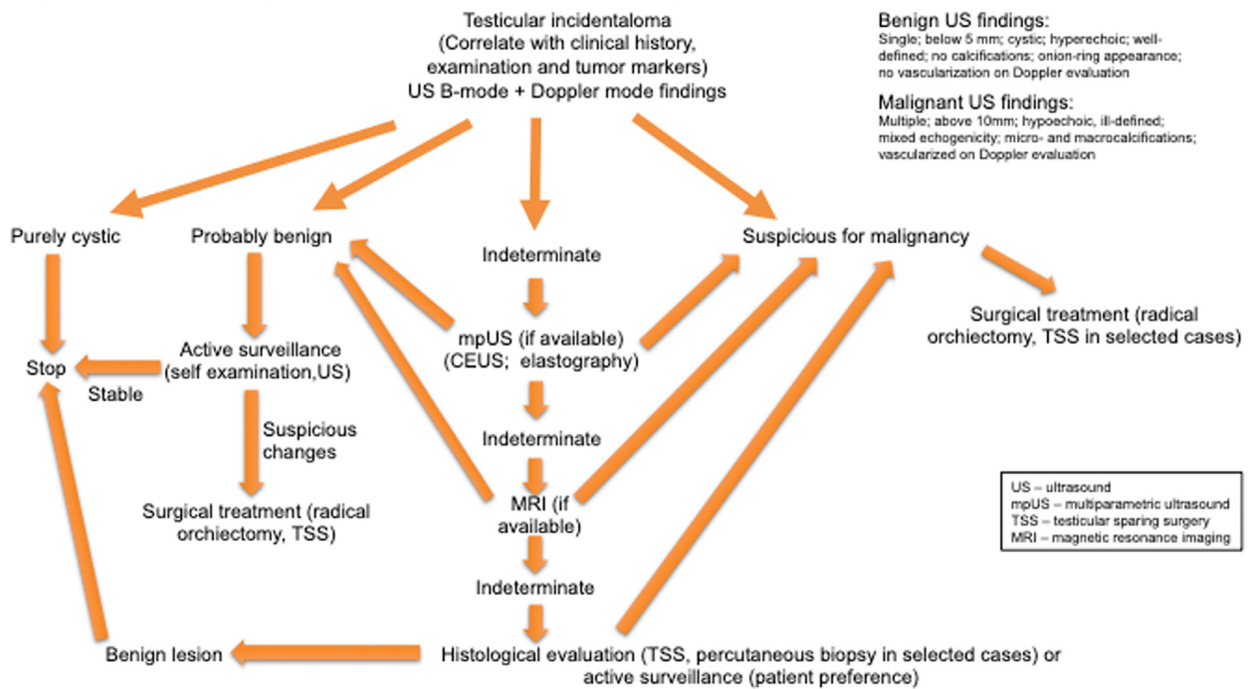 Testicular incidentaloma
(Correlate with clinical history,
examination and tumor markers)
US B-mode + Doppler mode findings
Benign US findings:
Single; below 5 mm; cystic; hyperechoic; well-
defined; no calcifications; onion-ring appearance;
no vascularization on Doppler evaluation
Malignant US findings:
Multiple; above 10mm; hypoechoic, ill-defined;
mixed echogenicity; micro- and macrocalcifications;
vascularized on Doppler evaluation
Purely cystic
Probably benign
Indeterminate
Suspicious for malignancy
Surgical treatment (radical
orchiectomy, TSS in selected cases)
mpUS (if available)
(CEUS; elastography)
Stop
Active surveillance
(self examination,US)
Stable
Suspicious
changes
Indeterminate
Surgical treatment (radical
orchiectomy, TSS)
MRI (if
available)
US – ultrasound
mpUS – multiparametric ultrasound
TSS – testicular sparing surgery
MRI – magnetic resonance imaging
Indeterminate
Benign lesion
Histological evaluation (TSS, percutaneous biopsy in selected cases) or
active surveillance (patient preference)